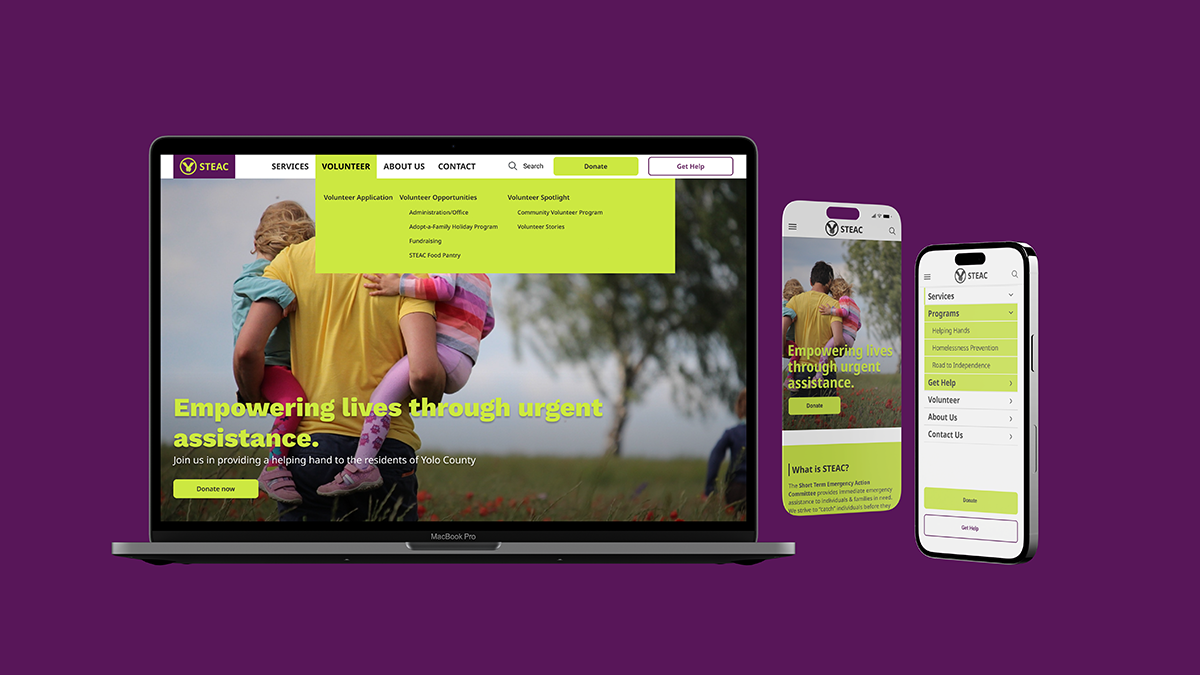 STEAC
SERVICES
VOLUNTEER
ABOUT US
CONTACT
Search
Donate
Get Help
Volunteer Application
Volunteer Opportunities
Administration/Office
Adopt-a-Family Holiday Program
Fundraising
STEAC Food Pantry
Volunteer Spotlight
Community Volunteer Program
Volunteer Stories
Empowering lives through urgent
assistance.
Join us in providing a helping hand to the residents of Yolo County
Donate now
MacBook Pro
STEAC
Empowering lives
through urgent
assistance.
Donate
What is STEAC?
The Short Term Emergency Action
Committee provides immediate emergency
assistance to individuals & families in need.
We strive to "catch" individuals before they
STEAC
Services
Programs
Helping Hands
Homelessness Prevention
Road to Independence
Get Help
Volunteer
About Us
Contact Us
Donate
Get Help